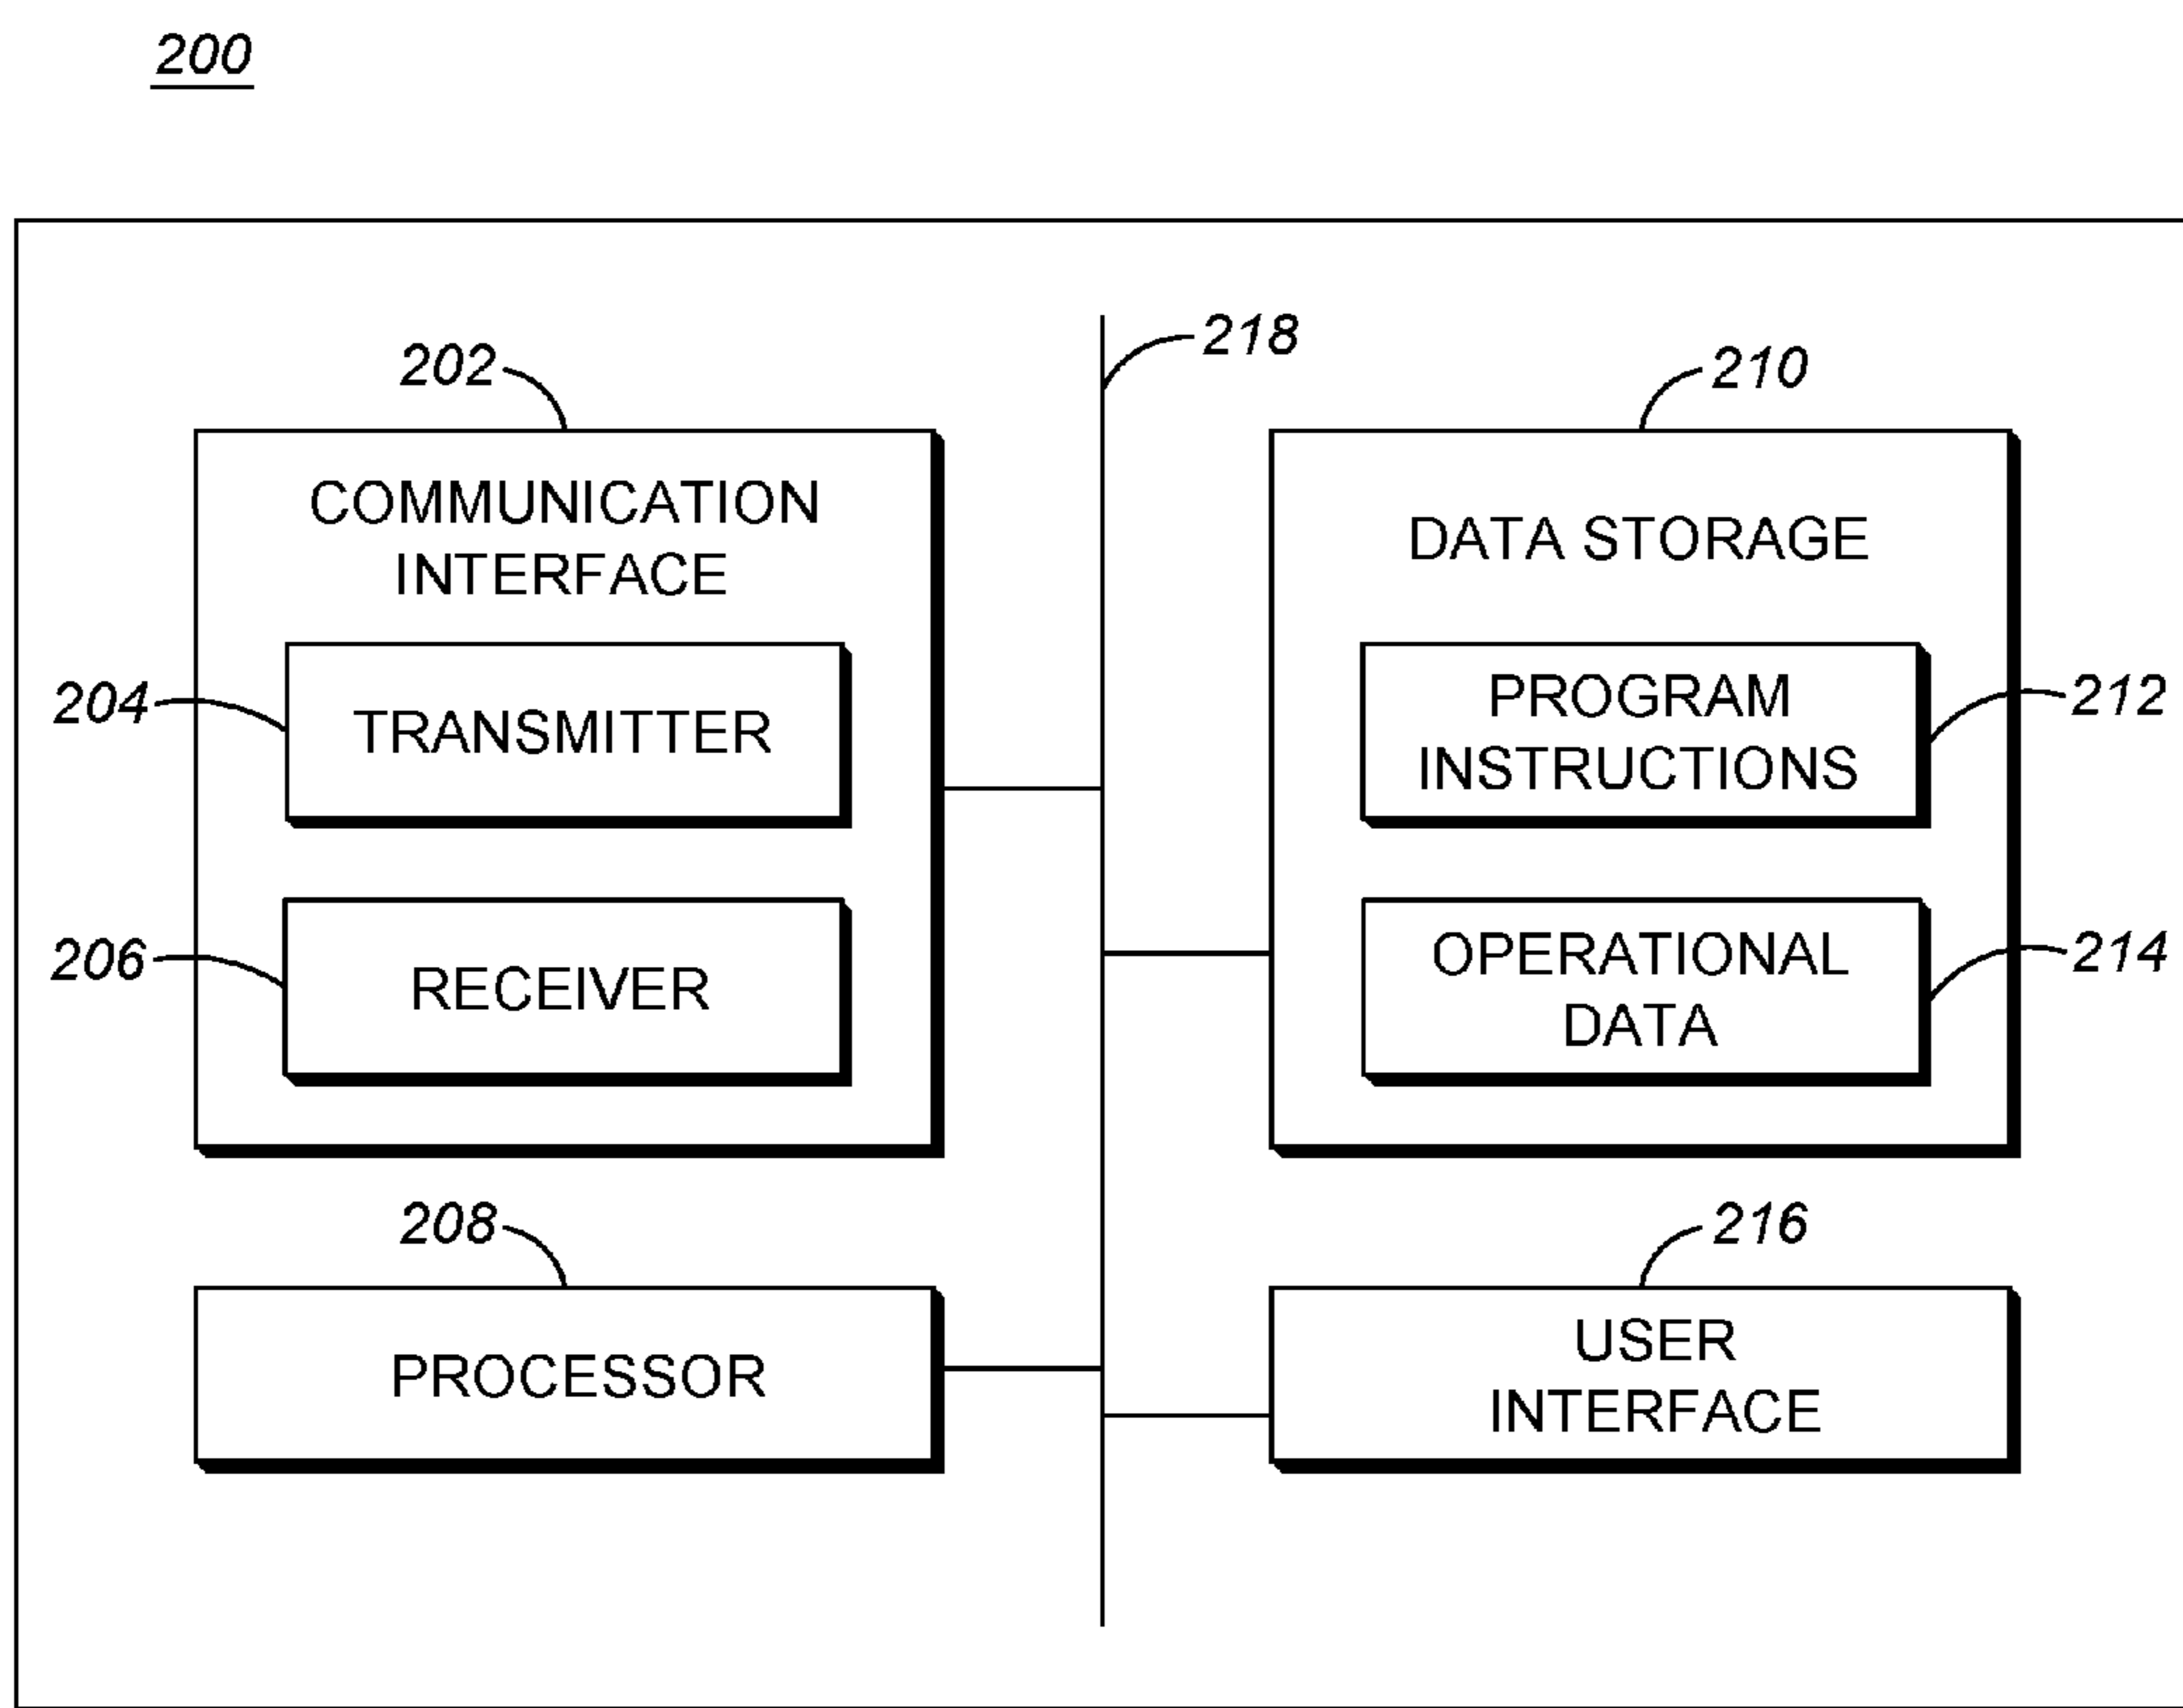 200
218
202
210
COMMUNICATION
INTERFACE
204
TRANSMITTER
206
RECEIVER
DATA STORAGE
PROGRAM
INSTRUCTIONS
212
OPERATIONAL
DATA
214
208
PROCESSOR
216
USER
INTERFACE